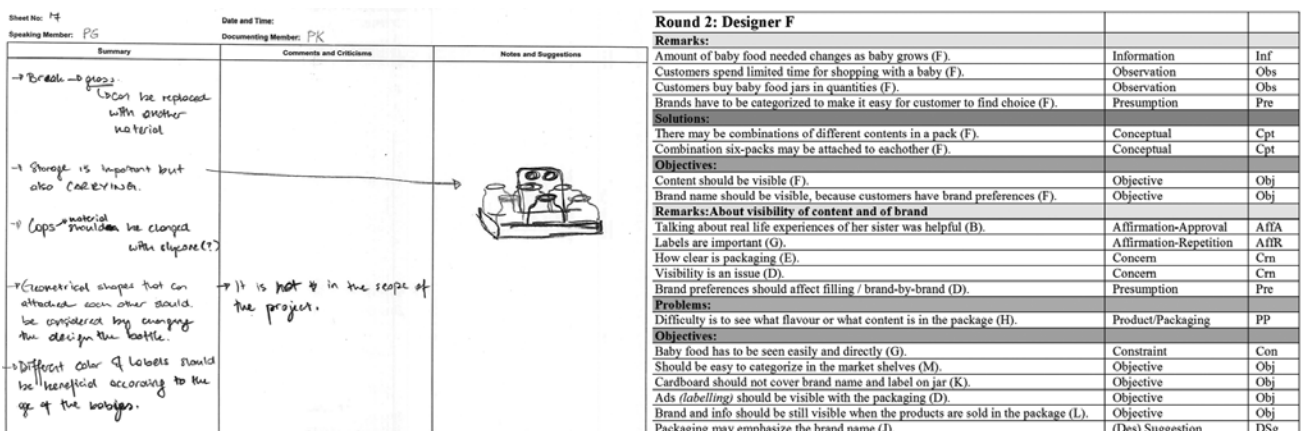 Sheet No: 14
Date and Time:
Speaking Member: PG
Documenting Member: PK
Summary
Comments and Criticisms
Notes and Suggestions
→ Break → glass.
↳ can be replaced
with another
material
→ Storage is important but
also CARRYING.
→ Caps → material
should be changed
with slycone(?)
→ Geometrical shapes that can
attached each other sould
be considered by changing
the design the bottle.
→ It is not in the scope of
the project.
→ Different color of Labels should
be beneficial according to the
age of the babies.
Round 2: Designer F
Remarks:
Amount of baby food needed changes as baby grows (F). Information Inf
Customers spend limited time for shopping with a baby (F). Observation Obs
Customers buy baby food jars in quantities (F). Observation Obs
Brands have to be categorized to make it easy for customer to find choice (F). Presumption Pre
Solutions:
There may be combinations of different contents in a pack (F). Conceptual Cpt
Combination six-packs may be attached to eachother (F). Conceptual Cpt
Objectives:
Content should be visible (F). Objective Obj
Brand name should be visible, because customers have brand preferences (F). Objective Obj
Remarks:About visibility of content and of brand
Talking about real life experiences of her sister was helpful (B). Affirmation-Approval AffA
Labels are important (G). Affirmation-Repetition AffR
How clear is packaging (E). Concern Crn
Visibility is an issue (D). Concern Crn
Brand preferences should affect filling / brand-by-brand (D). Presumption Pre
Problems:
Difficulty is to see what flavour or what content is in the package (H). Product/Packaging PP
Objectives:
Baby food has to be seen easily and directly (G). Constraint Con
Should be easy to categorize in the market shelves (M). Objective Obj
Cardboard should not cover brand name and label on jar (K). Objective Obj
Ads (labelling) should be visible with the packaging (D). Objective Obj
Brand and info should be still visible when the products are sold in the package (L). Objective Obj
Packaging may emphasize the brand name (J) (Des) Suggestion DSg